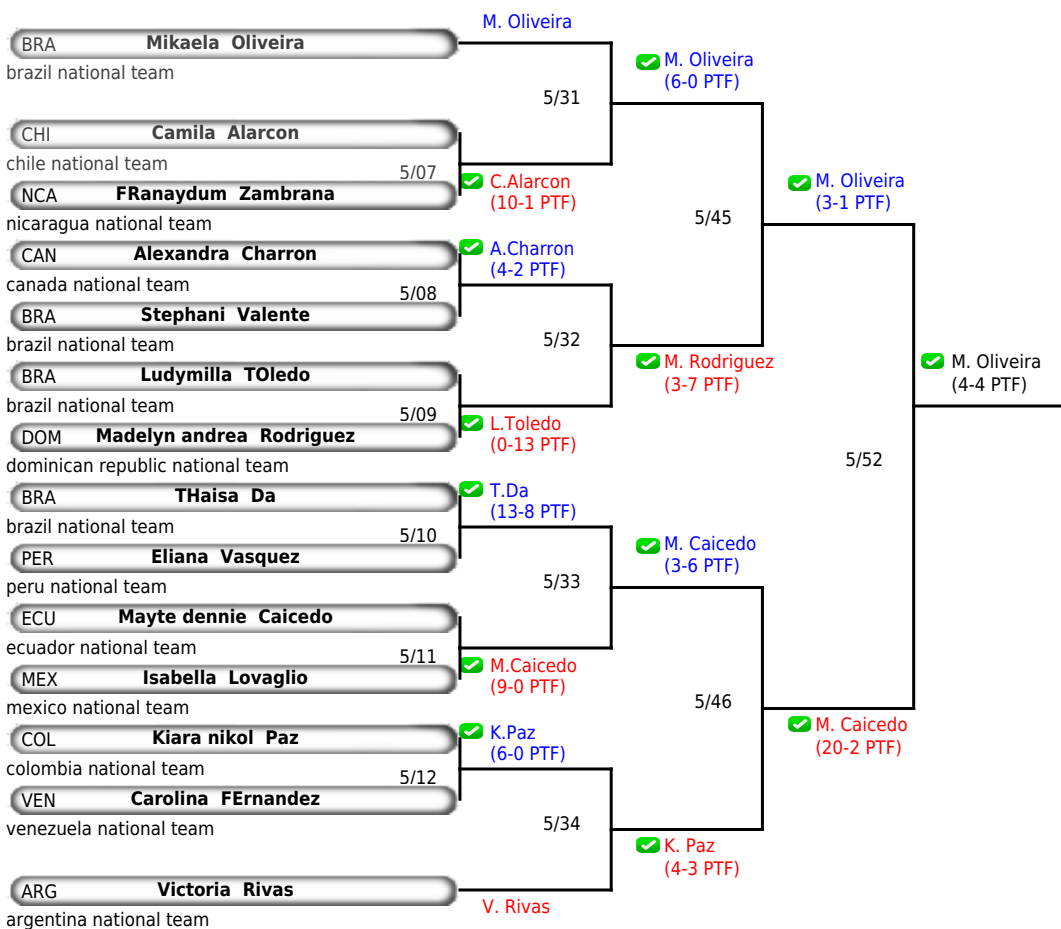 M. Oliveira
BRA Mikaela Oliveira
brazil national team
M. Oliveira
(6-0 PTF)
5/31
CHI Camila Alarcon
chile national team
5/07
C.Alarcon
(10-1 PTF)
NCA FRanaydum Zambrana
nicaragua national team
M. Oliveira
(3-1 PTF)
5/45
CAN Alexandra Charron
canada national team
A.Charron
(4-2 PTF)
5/08
BRA Stephani Valente
brazil national team
5/32
M. Rodriguez
(3-7 PTF)
BRA Ludymilla TOledo
brazil national team
5/09
L.Toledo
(0-13 PTF)
DOM Madelyn andrea Rodriguez
dominican republic national team
M. Oliveira
(4-4 PTF)
5/52
BRA THaisa Da
brazil national team
T.Da
(13-8 PTF)
5/10
PER Eliana Vasquez
peru national team
M. Caicedo
(3-6 PTF)
5/33
ECU Mayte dennie Caicedo
ecuador national team
5/11
M.Caicedo
(9-0 PTF)
MEX Isabella Lovaglio
mexico national team
5/46
M. Caicedo
(20-2 PTF)
COL Kiara nikol Paz
colombia national team
K.Paz
(6-0 PTF)
5/12
VEN Carolina FErnandez
venezuela national team
5/34
K. Paz
(4-3 PTF)
ARG Victoria Rivas
argentina national team
V. Rivas